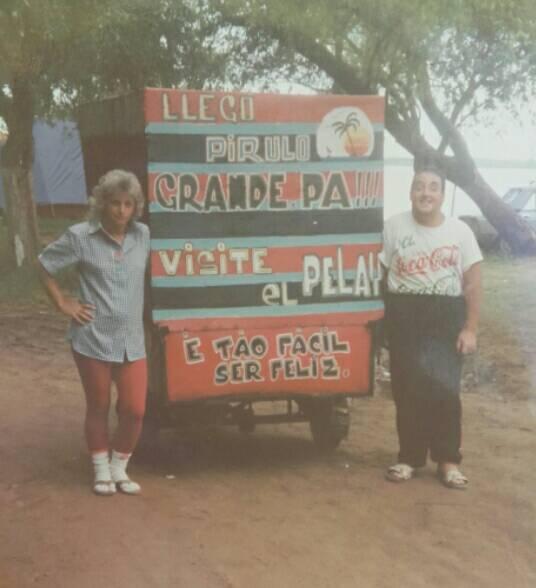 LLEGO
PIRULO
GRANDE.PA!!!
VISITE
EL PELAY
É TÃO FÁCIL
SER FELIZ.
Coca-Cola